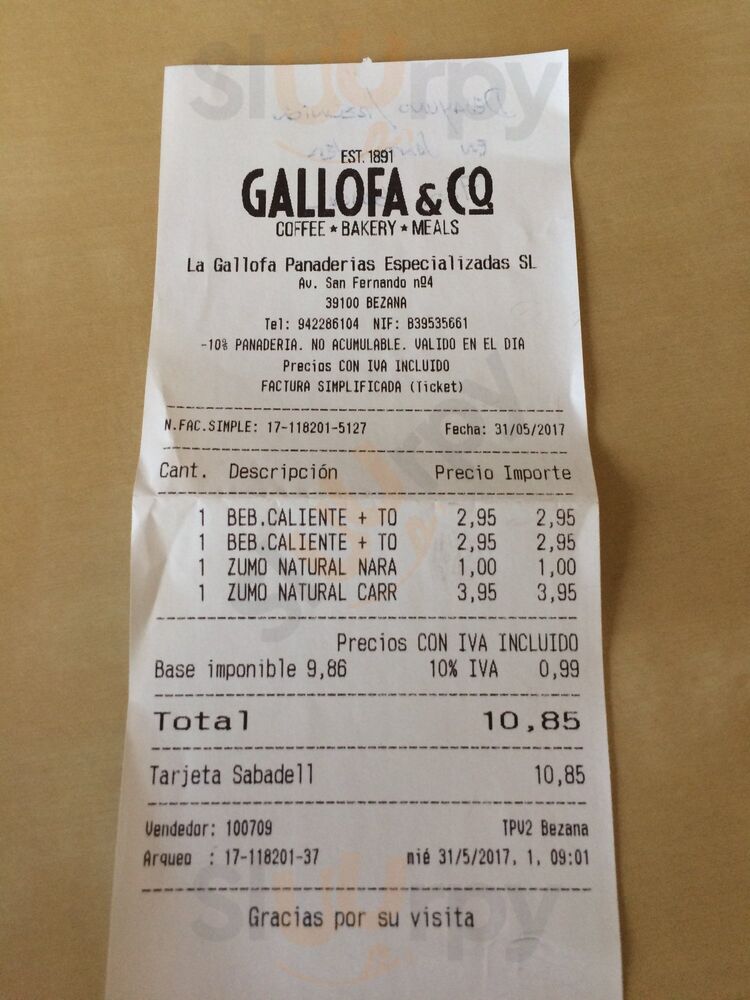 Sluurpy
EST. 1891
GALLOFA & CO
COFFEE ★ BAKERY ★ MEALS
La Gallofa Panaderias Especializadas SL
Av. San Fernando nº4
39100 BEZANA
Tel: 942286104 NIF: B39535661
-10% PANADERIA. NO ACUMULABLE. VALIDO EN EL DIA
Precios CON IVA INCLUIDO
FACTURA SIMPLIFICADA (Ticket)
N.FAC.SIMPLE: 17-118201-5127 Fecha: 31/05/2017
Cant. Descripción Precio Importe
1 BEB.CALIENTE + TO 2,95 2,95
1 BEB.CALIENTE + TO 2,95 2,95
1 ZUMO NATURAL NARA 1,00 1,00
1 ZUMO NATURAL CARR 3,95 3,95
Precios CON IVA INCLUIDO
Base imponible 9,86 10% IVA 0,99
Total 10,85
Tarjeta Sabadell 10,85
Vendedor: 100709 TPV2 Bezana
Arqueo : 17-118201-37 mié 31/5/2017, 1, 09:01
Gracias por su visita
Sluurpy